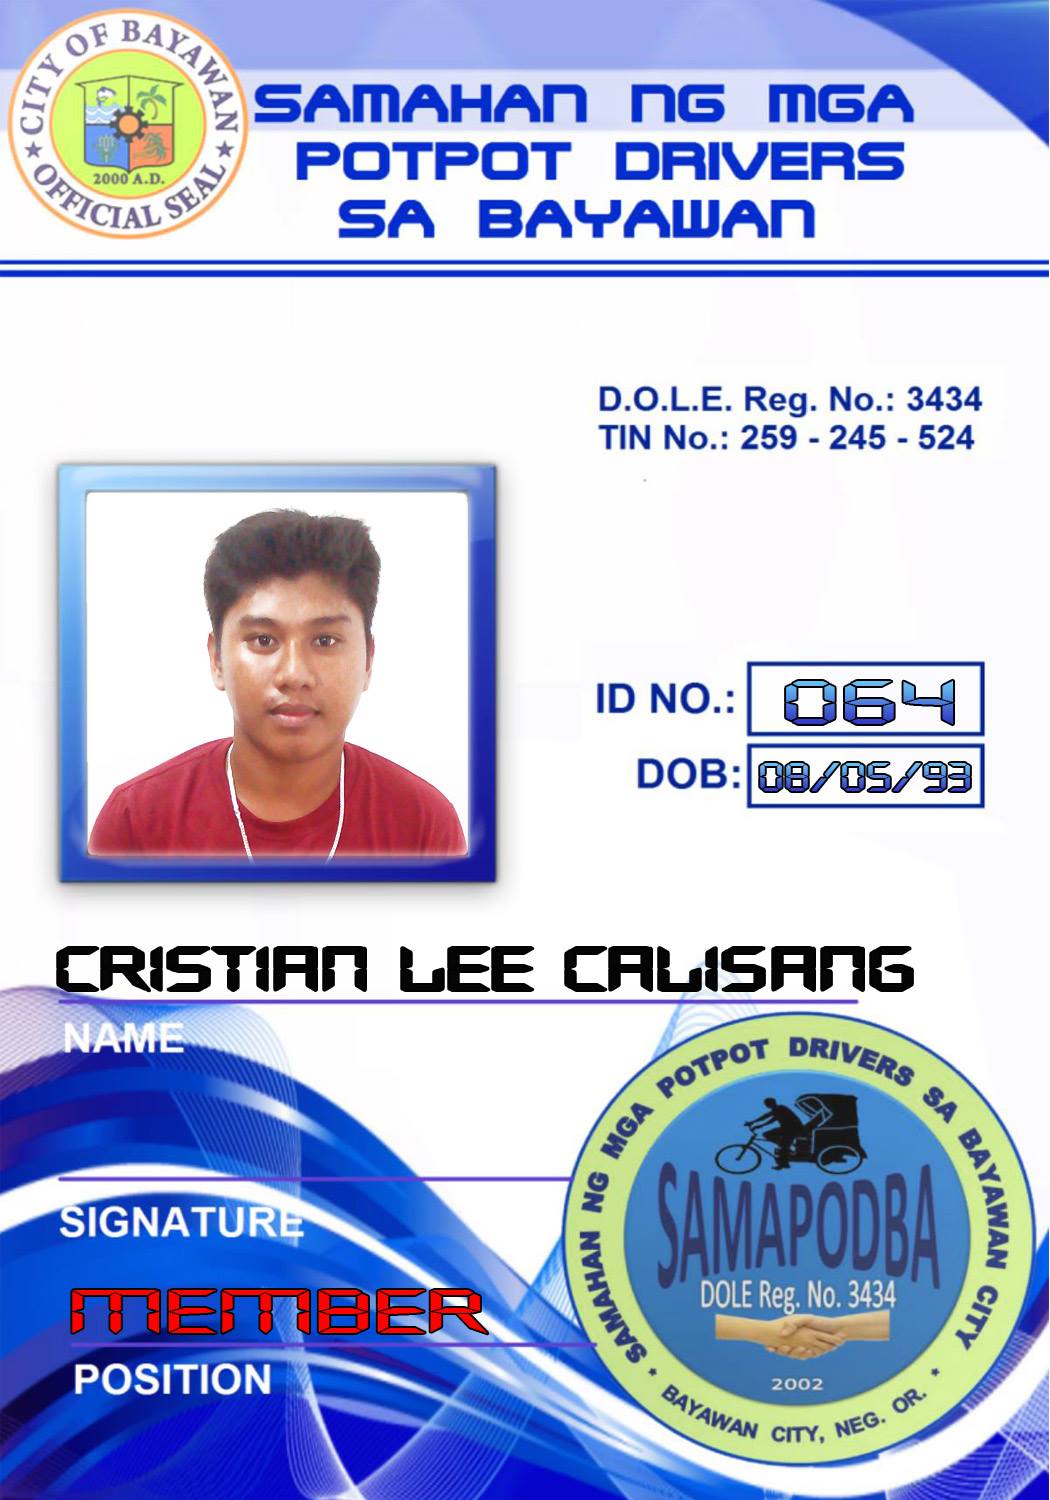 CITY OF BAYAWAN
2000 A.D.
★ OFFICIAL SEAL ★
SAMAHAN NG MGA
POTPOT DRIVERS
SA BAYAWAN
D.O.L.E. Reg. No.: 3434
TIN No.: 259 - 245 - 524
ID NO.: 064
DOB: 08/05/93
CRISTIAN LEE CALISANG
NAME
SIGNATURE
MEMBER
POSITION
SAMAHAN NG MGA POTPOT DRIVERS SA BAYAWAN CITY
SAMAPODBA
DOLE Reg. No. 3434
2002
• BAYAWAN CITY, NEG. OR. •